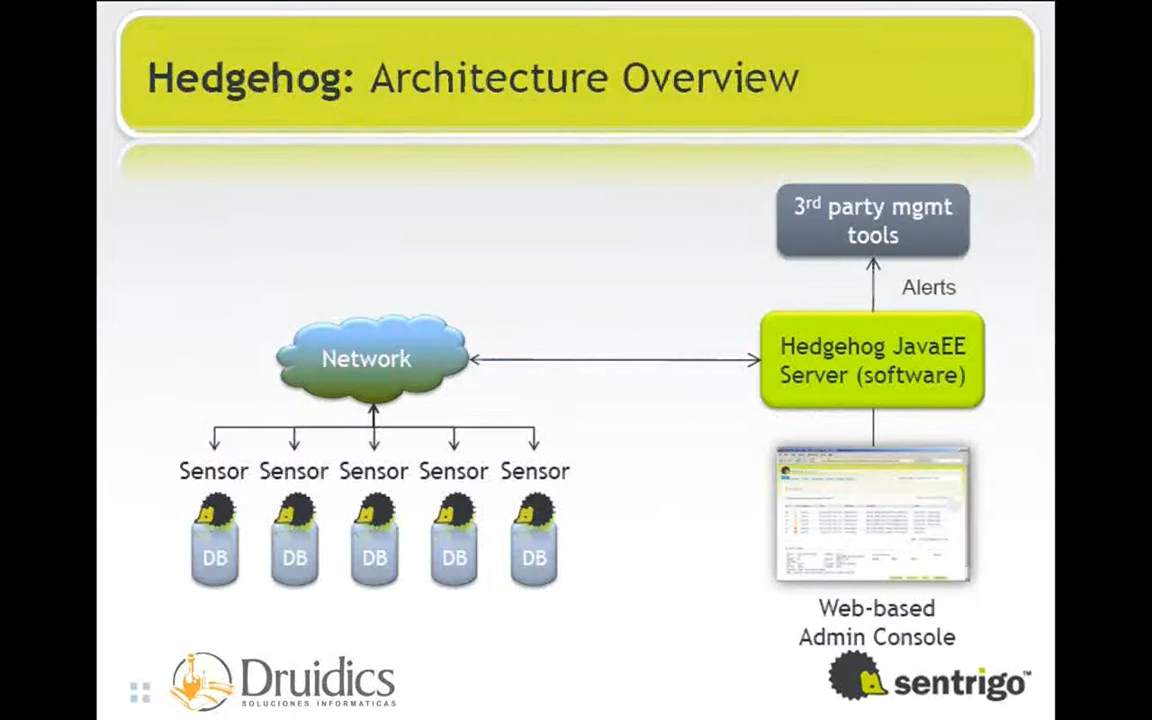 Hedgehog: Architecture Overview
3rd party mgmt
tools
Alerts
Network
Hedgehog JavaEE
Server (software)
Sensor Sensor Sensor Sensor Sensor
DB DB DB DB DB
Web-based
Admin Console
Druidics
SOLUCIONES INFORMATICAS
sentrigo™